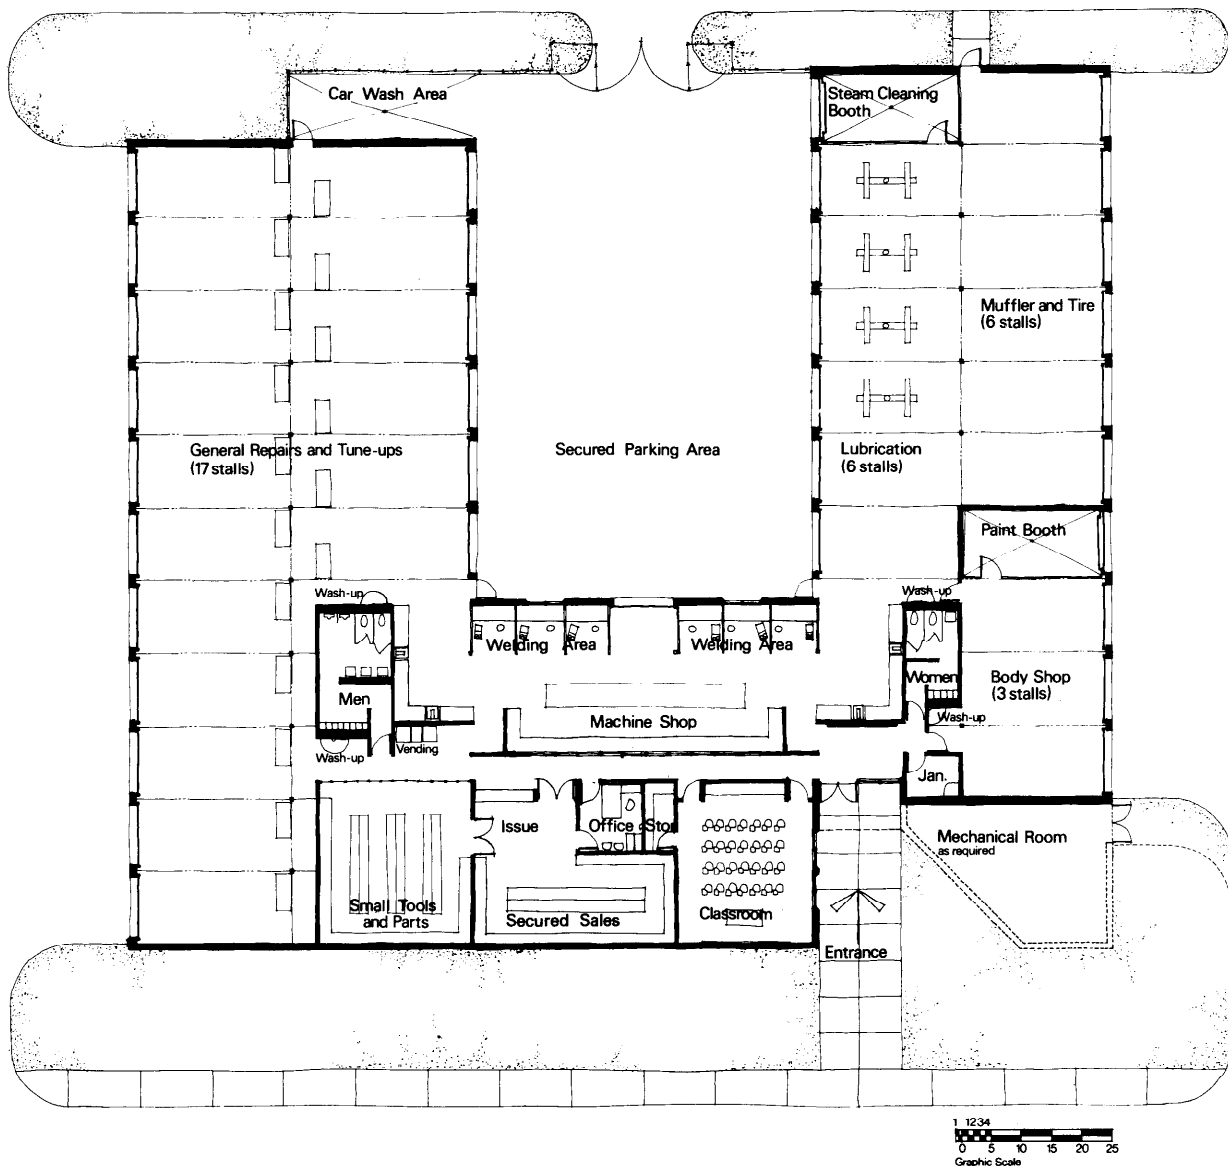 Car Wash Area
Steam Cleaning
Booth
Muffler and Tire
(6 stalls)
General Repairs and Tune-ups
(17 stalls)
Secured Parking Area
Lubrication
(6 stalls)
Paint Booth
Wash-up
Wash-up
Welding Area
Welding Area
Men
Women
Body Shop
(3 stalls)
Machine Shop
Wash-up
Vending
Wash-up
Jan.
Issue
Office
Stor
Mechanical Room
as required
Small Tools
and Parts
Secured Sales
Classroom
Entrance
1 1234
0 5 10 15 20 25
Graphic Scale